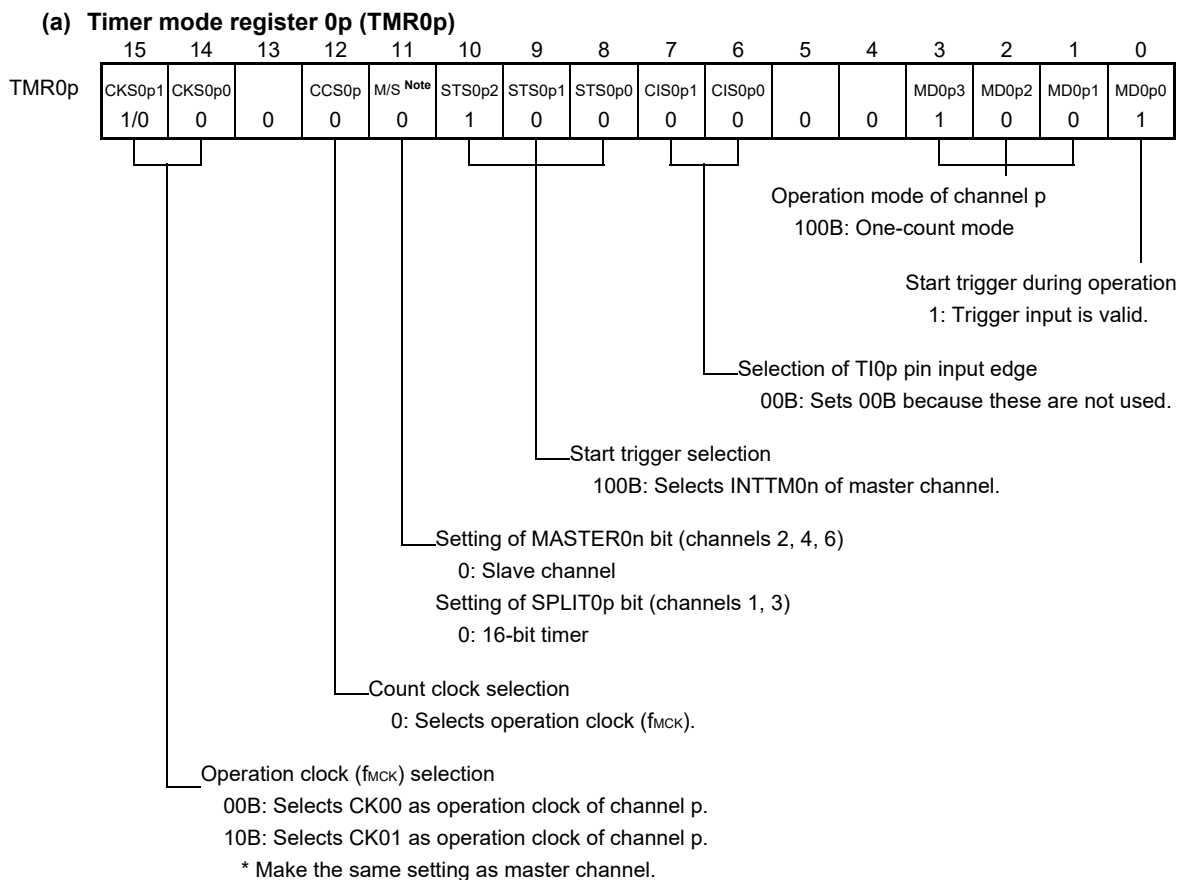 (a) Timer mode register 0p (TMR0p)
15 14 13 12 11 10 9 8 7 6 5 4 3 2 1 0
TMR0p CKS0p1 CKS0p0 CCS0p M/S Note STS0p2 STS0p1 STS0p0 CIS0p1 CIS0p0 MD0p3 MD0p2 MD0p1 MD0p0
1/0 0 0 0 0 1 0 0 0 0 0 0 1 0 0 1
Operation mode of channel p
100B: One-count mode
Start trigger during operation
1: Trigger input is valid.
Selection of TI0p pin input edge
00B: Sets 00B because these are not used.
Start trigger selection
100B: Selects INTTM0n of master channel.
Setting of MASTER0n bit (channels 2, 4, 6)
0: Slave channel
Setting of SPLIT0p bit (channels 1, 3)
0: 16-bit timer
Count clock selection
0: Selects operation clock (fMCK).
Operation clock (fMCK) selection
00B: Selects CK00 as operation clock of channel p.
10B: Selects CK01 as operation clock of channel p.
* Make the same setting as master channel.